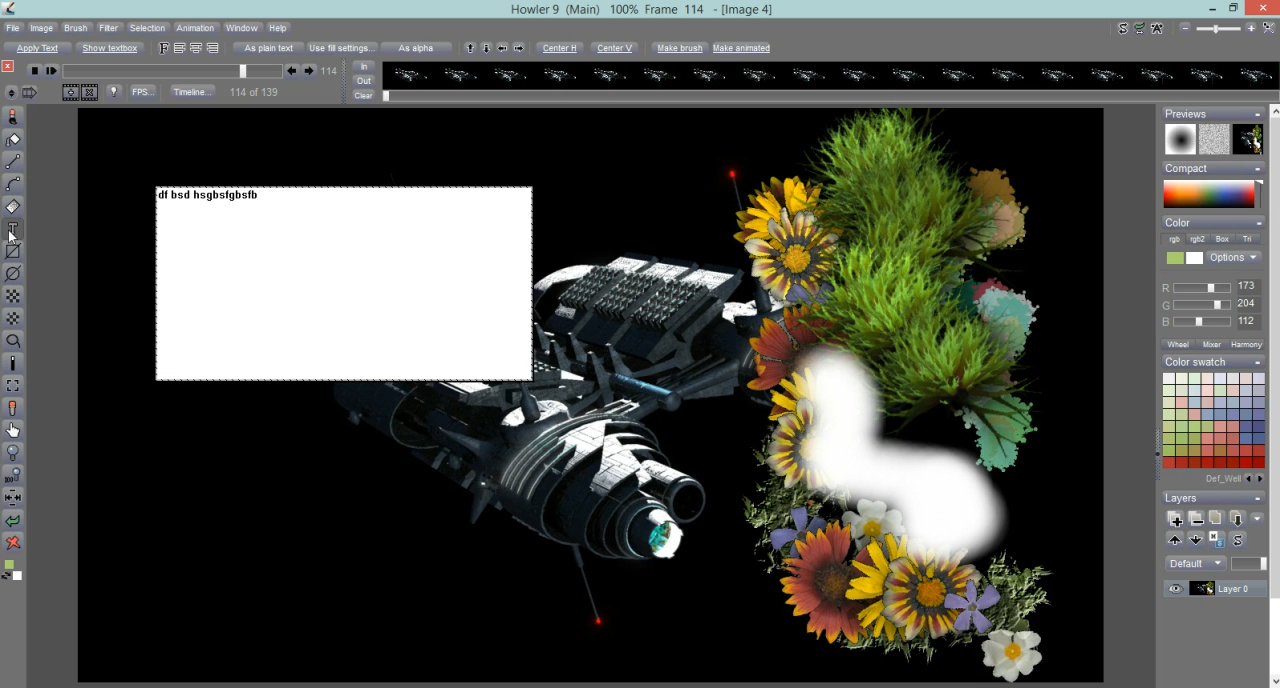 Howler 9 (Main) 100% Frame 114 - [Image 4]
File Image Brush Filter Selection Animation Window Help
Apply Text Show textbox F As plain text Use fill settings... As alpha Center H Center V Make brush Make animated
114 In
Out
FPS... Timeline... 114 of 139 Clear
df bsd hsgbsfgbsfb
Previews
Compact
Color
rgb rgb2 Box Tri
Options
R 173
G 204
B 112
Wheel Mixer Harmony
Color swatch
Def_Well
Layers
Default
Layer 0